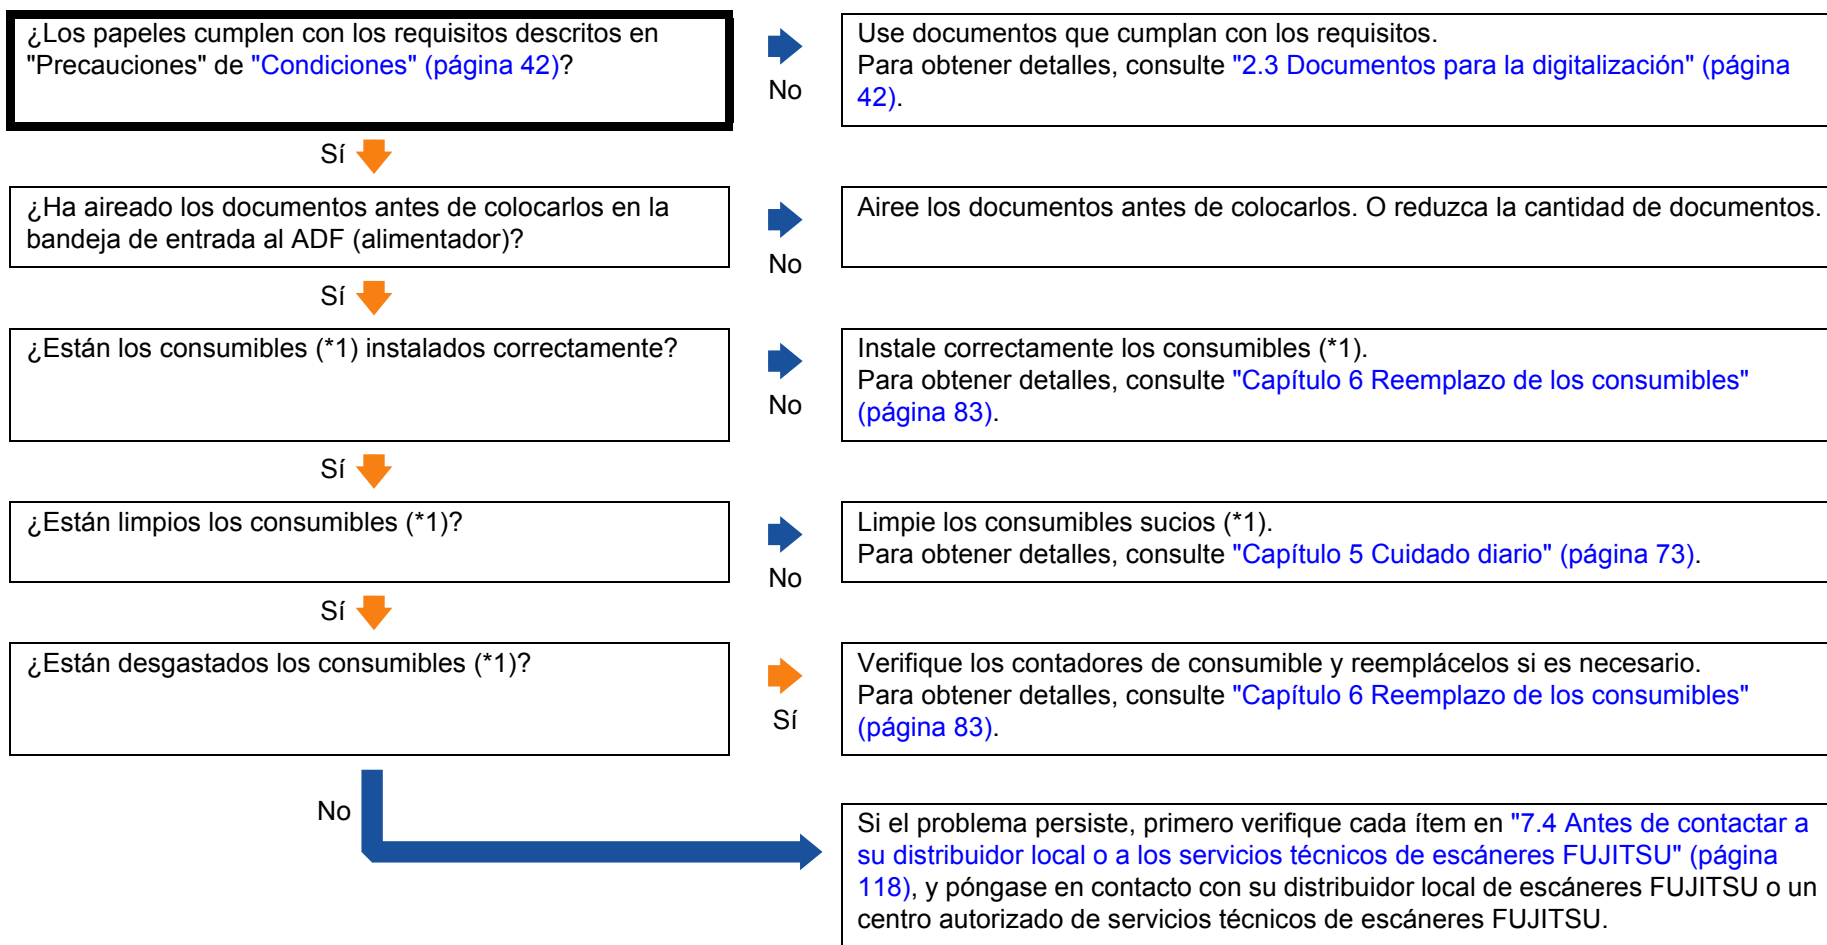 ¿Los papeles cumplen con los requisitos descritos en
"Precauciones" de "Condiciones" (página 42)?
No
Use documentos que cumplan con los requisitos.
Para obtener detalles, consulte "2.3 Documentos para la digitalización" (página
42).
Sí
¿Ha aireado los documentos antes de colocarlos en la
bandeja de entrada al ADF (alimentador)?
No
Airee los documentos antes de colocarlos. O reduzca la cantidad de documentos.
Sí
¿Están los consumibles (*1) instalados correctamente?
No
Instale correctamente los consumibles (*1).
Para obtener detalles, consulte "Capítulo 6 Reemplazo de los consumibles"
(página 83).
Sí
¿Están limpios los consumibles (*1)?
No
Limpie los consumibles sucios (*1).
Para obtener detalles, consulte "Capítulo 5 Cuidado diario" (página 73).
Sí
¿Están desgastados los consumibles (*1)?
Sí
Verifique los contadores de consumible y reemplácelos si es necesario.
Para obtener detalles, consulte "Capítulo 6 Reemplazo de los consumibles"
(página 83).
No
Si el problema persiste, primero verifique cada ítem en "7.4 Antes de contactar a
su distribuidor local o a los servicios técnicos de escáneres FUJITSU" (página
118), y póngase en contacto con su distribuidor local de escáneres FUJITSU o un
centro autorizado de servicios técnicos de escáneres FUJITSU.